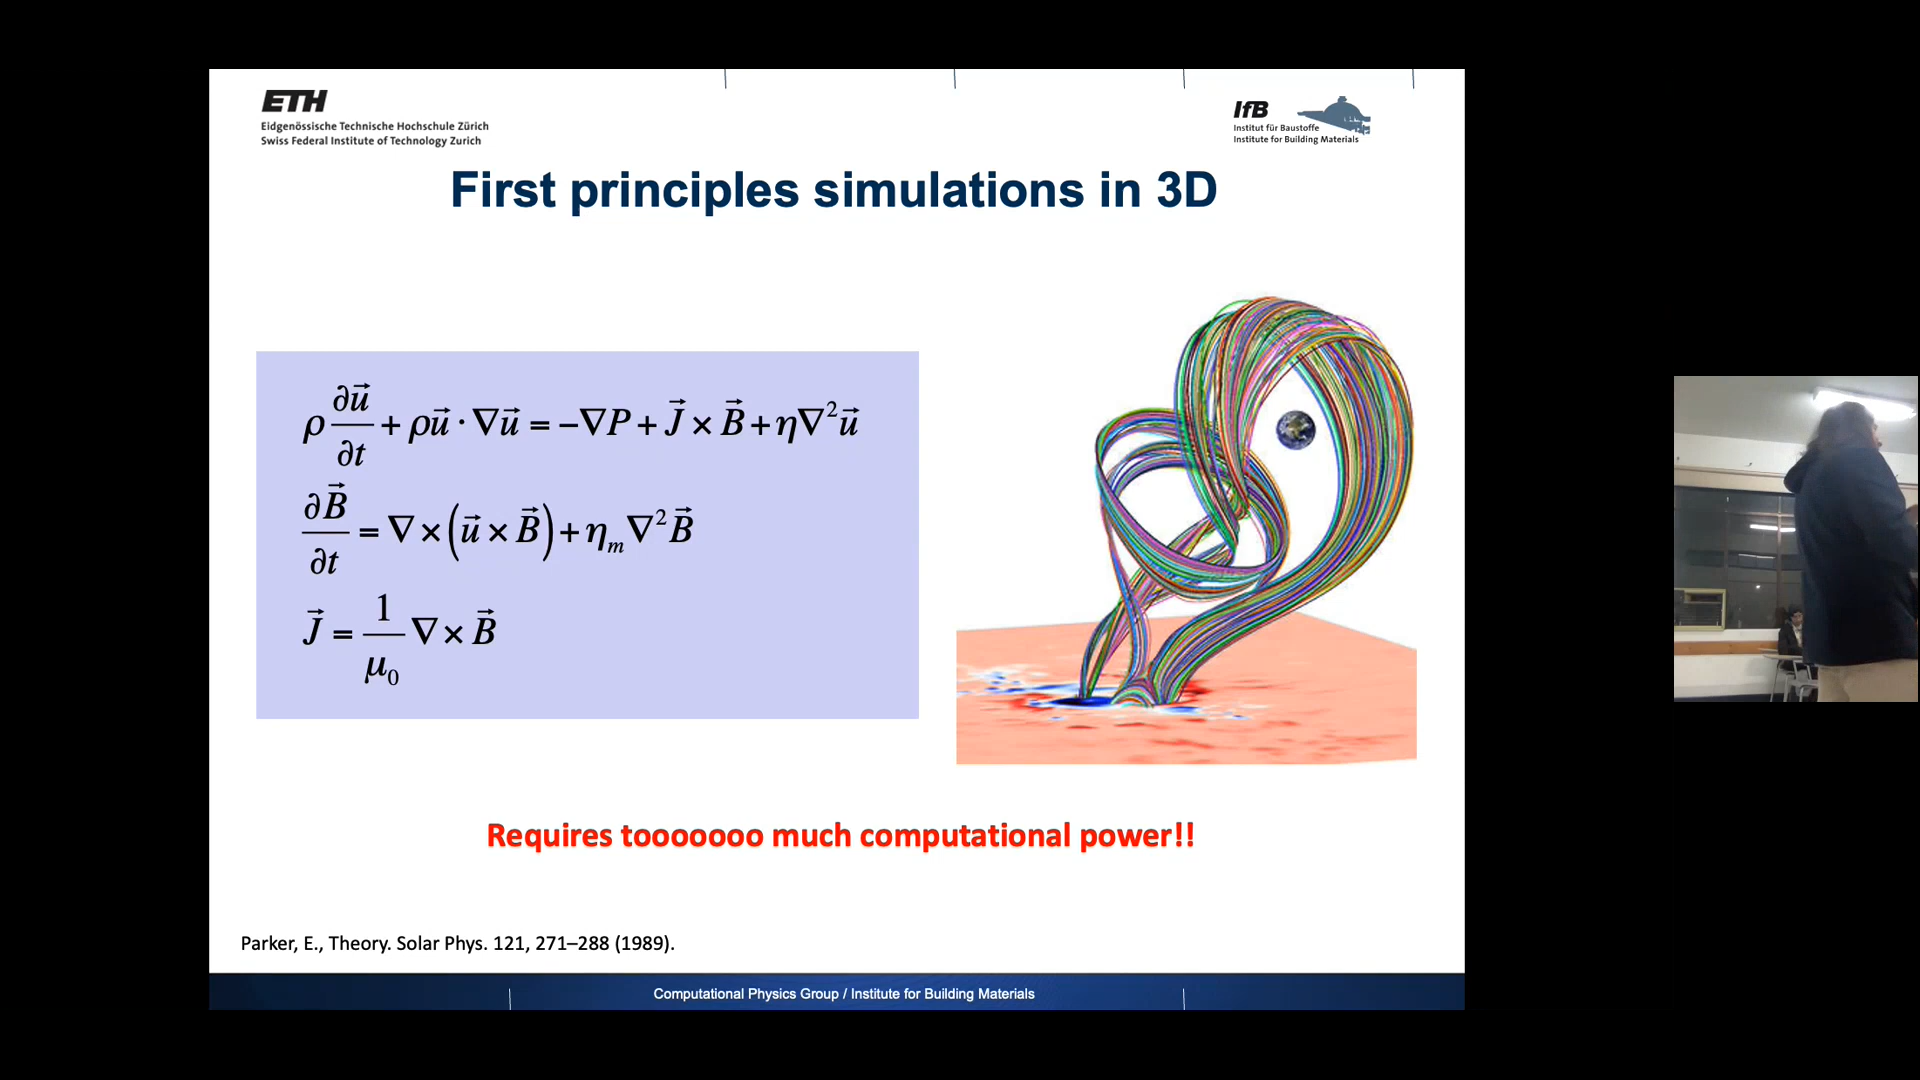 ETH
Eidgenössische Technische Hochschule Zürich
Swiss Federal Institute of Technology Zurich
IfB
Institut für Baustoffe
Institute for Building Materials
First principles simulations in 3D
ρ ∂u⃗/∂t + ρu⃗ · ∇u⃗ = −∇P + J⃗ × B⃗ + η∇²u⃗
∂B⃗/∂t = ∇ × (u⃗ × B⃗) + ηₘ∇²B⃗
J⃗ = 1/μ₀ ∇ × B⃗
Requires tooooooo much computational power!!
Parker, E., Theory. Solar Phys. 121, 271–288 (1989).
Computational Physics Group / Institute for Building Materials